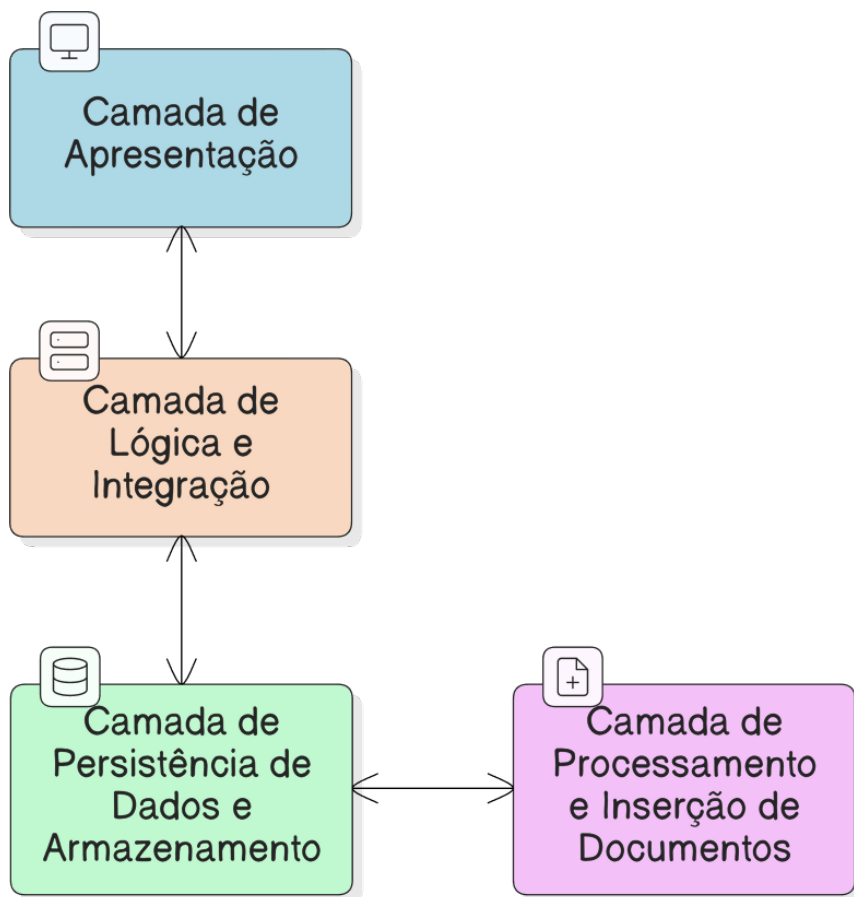 Camada de
Apresentação
Camada de
Lógica e
Integração
Camada de
Persistência de
Dados e
Armazenamento
Camada de
Processamento
e Inserção de
Documentos